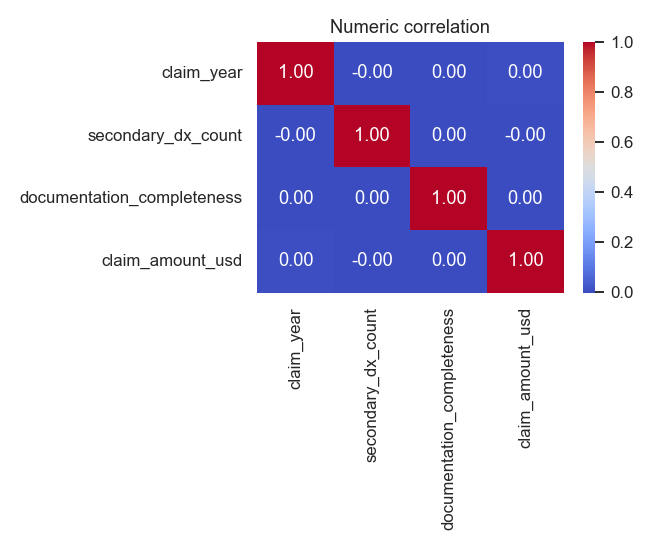 Numeric correlation
claim_year 1.00 -0.00 0.00 0.00
secondary_dx_count -0.00 1.00 0.00 -0.00
documentation_completeness 0.00 0.00 1.00 0.00
claim_amount_usd 0.00 -0.00 0.00 1.00
claim_year
secondary_dx_count
documentation_completeness
claim_amount_usd
1.0
0.8
0.6
0.4
0.2
0.0